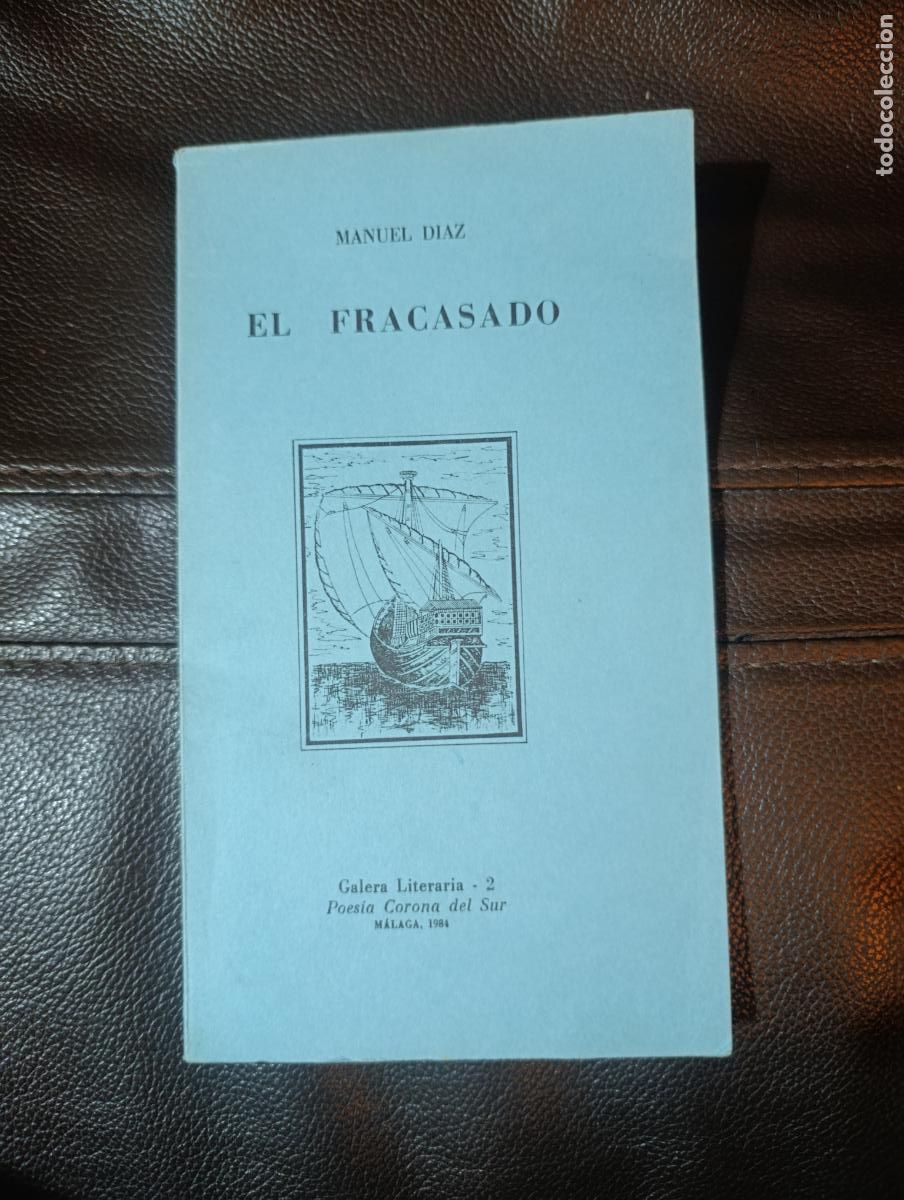 todocoleccion
MANUEL DIAZ
EL FRACASADO
Galera Literaria - 2
Poesía Corona del Sur
MÁLAGA, 1984